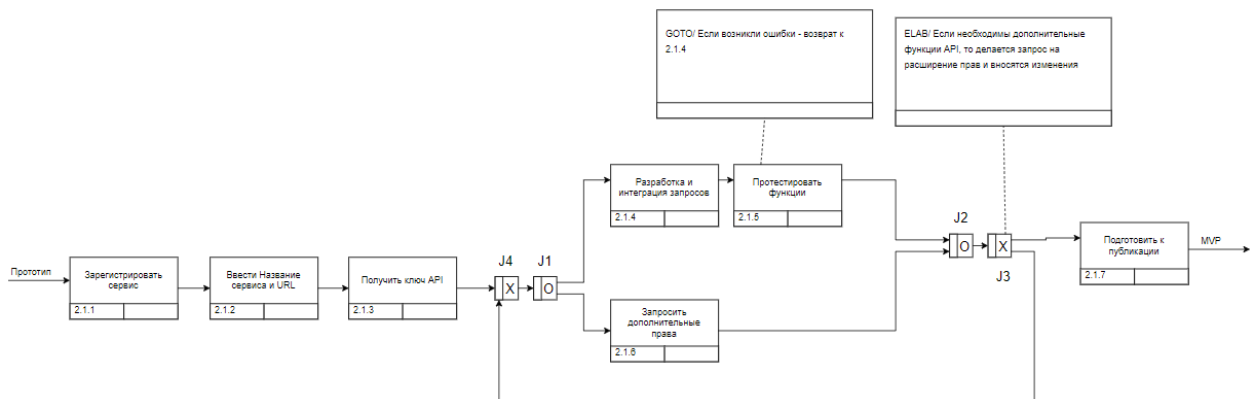 GOTO/ Если возникли ошибки - возврат к
2.1.4
ELAB/ Если необходимы дополнительные
функции API, то делается запрос на
расширение прав и вносятся изменения
Прототип
Зарегистрировать
сервис
2.1.1
Ввести Название
сервиса и URL
2.1.2
Получить ключ API
2.1.3
J4
X
J1
O
Разработка и
интеграция запросов
2.1.4
Протестировать
функции
2.1.5
Запросить
дополнительные
права
2.1.6
J2
O
X
J3
Подготовить к
публикации
2.1.7
MVP